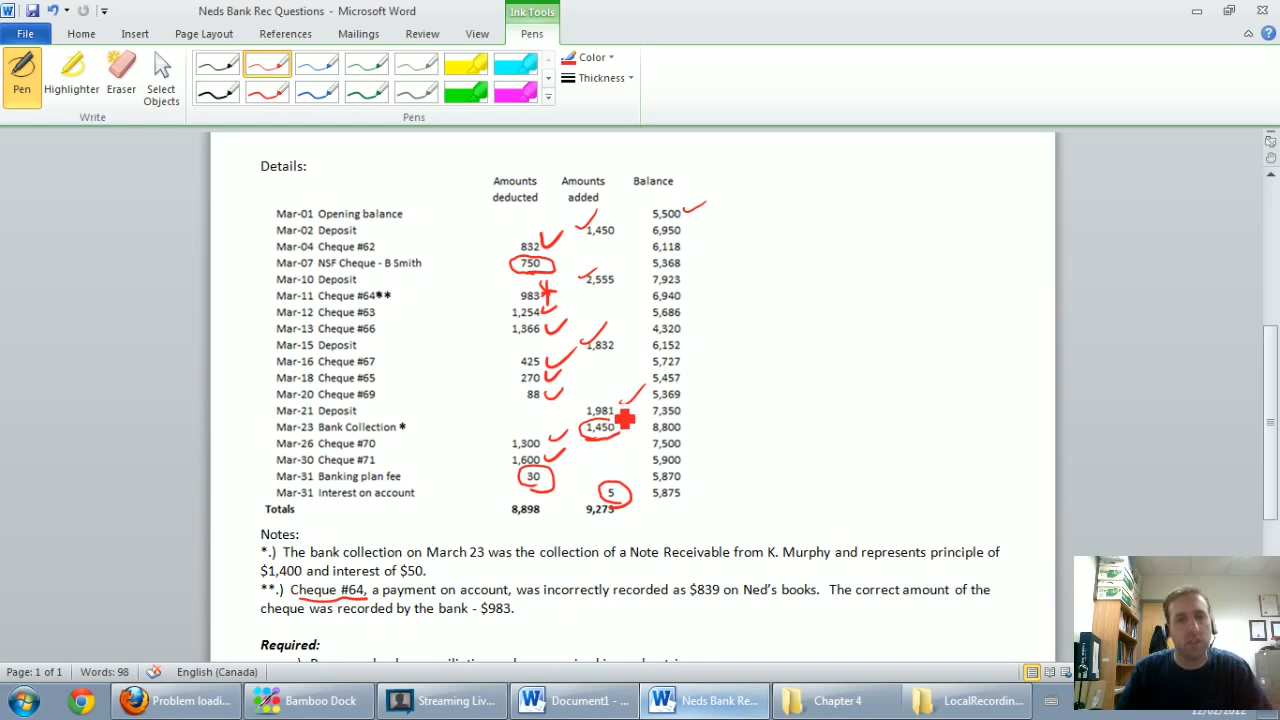 Neds Bank Rec Questions - Microsoft Word
Ink Tools
File Home Insert Page Layout References Mailings Review View Pens
Pen Highlighter Eraser Select Objects
Color
Thickness
Write Pens
Details:
Amounts deducted Amounts added Balance
Mar-01 Opening balance 5,500
Mar-02 Deposit 1,450 6,950
Mar-04 Cheque #62 832 6,118
Mar-07 NSF Cheque - B Smith 750 5,368
Mar-10 Deposit 2,555 7,923
Mar-11 Cheque #64** 983 6,940
Mar-12 Cheque #63 1,254 5,686
Mar-13 Cheque #66 1,366 4,320
Mar-15 Deposit 1,832 6,152
Mar-16 Cheque #67 425 5,727
Mar-18 Cheque #65 270 5,457
Mar-20 Cheque #69 88 5,369
Mar-21 Deposit 1,981 7,350
Mar-23 Bank Collection * 1,450 8,800
Mar-26 Cheque #70 1,300 7,500
Mar-30 Cheque #71 1,600 5,900
Mar-31 Banking plan fee 30 5,870
Mar-31 Interest on account 5 5,875
Totals 8,898 9,273
Notes:
*.) The bank collection on March 23 was the collection of a Note Receivable from K. Murphy and represents principle of
$1,400 and interest of $50.
**.) Cheque #64, a payment on account, was incorrectly recorded as $839 on Ned's books. The correct amount of the
cheque was recorded by the bank - $983.
Required:
Page: 1 of 1 Words: 98 English (Canada)
Problem loadi... Bamboo Dock Streaming Liv... Document1 - ... Neds Bank Re... Chapter 4 LocalRecordin...
12/02/2012